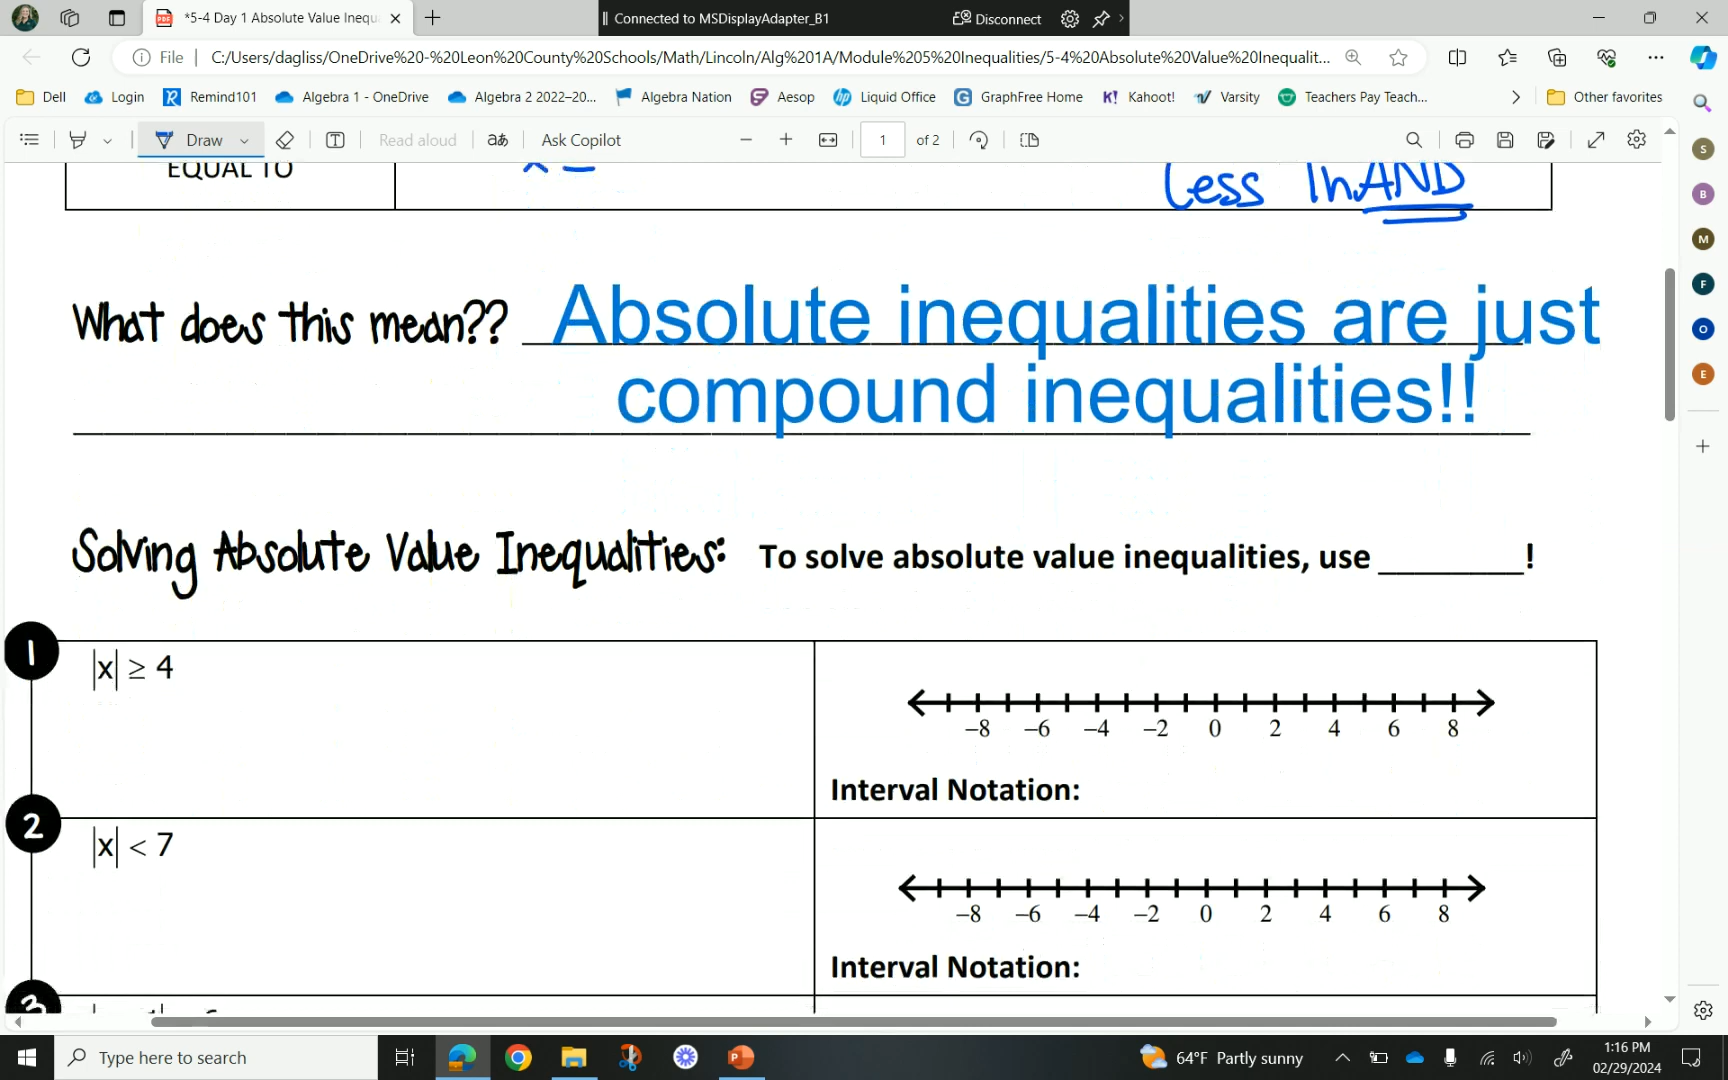 *5-4 Day 1 Absolute Value Inequ
Connected to MSDisplayAdapter_B1
Disconnect
File
C:/Users/dagliss/OneDrive%20-%20Leon%20County%20Schools/Math/Lincoln/Alg%201A/Module%205%20Inequalities/5-4%20Absolute%20Value%20Inequalit...
Dell Login Remind101 Algebra 1 - OneDrive Algebra 2 2022–20... Algebra Nation Aesop Liquid Office GraphFree Home Kahoot! Varsity Teachers Pay Teach... Other favorites
Draw Read aloud Ask Copilot 1 of 2
EQUAL TO
x =
Less ThAND
What does this mean?? Absolute inequalities are just
compound inequalities!!
Solving Absolute Value Inequalities: To solve absolute value inequalities, use ________!
1
|x| ≥ 4
−8 −6 −4 −2 0 2 4 6 8
Interval Notation:
2
|x| < 7
−8 −6 −4 −2 0 2 4 6 8
Interval Notation:
3
S
B
M
F
O
E
Type here to search
64°F Partly sunny
1:16 PM
02/29/2024